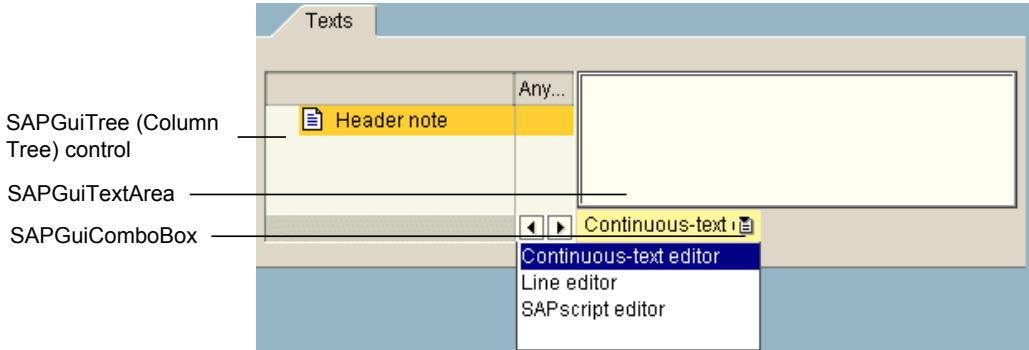 Texts
Any...
Header note
SAPGuiTree (Column
Tree) control
SAPGuiTextArea
SAPGuiComboBox
Continuous-text
Continuous-text editor
Line editor
SAPscript editor